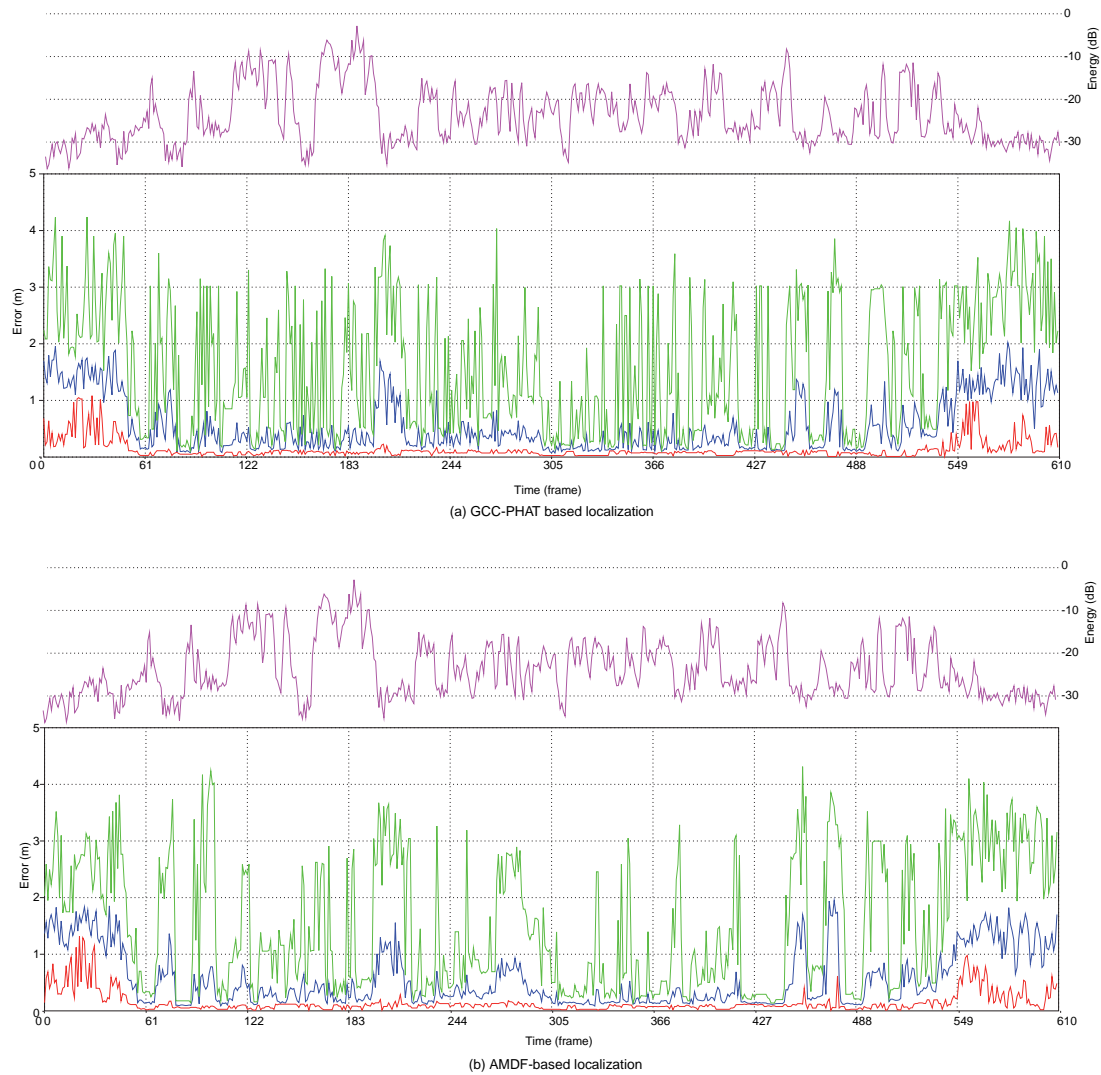 0
-10
-20
-30
Energy (dB)
5
4
3
2
1
0
Error (m)
0 61 122 183 244 305 366 427 488 549 610
Time (frame)
(a) GCC-PHAT based localization
0
-10
-20
-30
Energy (dB)
5
4
3
2
1
0
Error (m)
0 61 122 183 244 305 366 427 488 549 610
Time (frame)
(b) AMDF-based localization